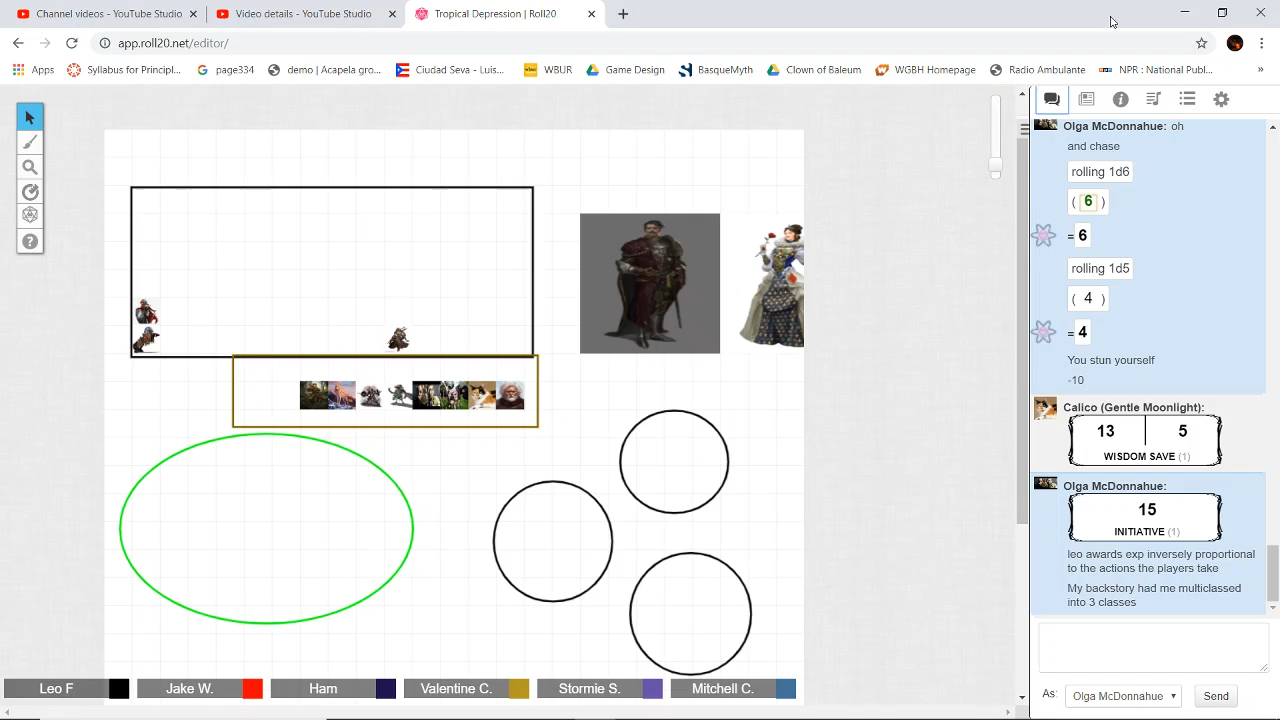 Channel videos - YouTube Studio
Video details - YouTube Studio
Tropical Depression | Roll20
app.roll20.net/editor/
Apps
Syllabus for Principl...
page334
demo | Acapela gro...
Ciudad Seva - Luis...
WBUR
Game Design
BasqueMyth
Clown of Balsam
WGBH Homepage
Radio Ambulante
NPR : National Publ...
»
Olga McDonnahue: oh
and chase
rolling 1d6
( 6 )
= 6
rolling 1d5
( 4 )
= 4
You stun yourself
-10
Calico (Gentle Moonlight):
13 5
WISDOM SAVE (1)
Olga McDonnahue:
15
INITIATIVE (1)
leo awards exp inversely proportional
to the actions the players take
My backstory had me multiclassed
into 3 classes
As: Olga McDonnahue Send
Leo F
Jake W.
Ham
Valentine C.
Stormie S.
Mitchell C.